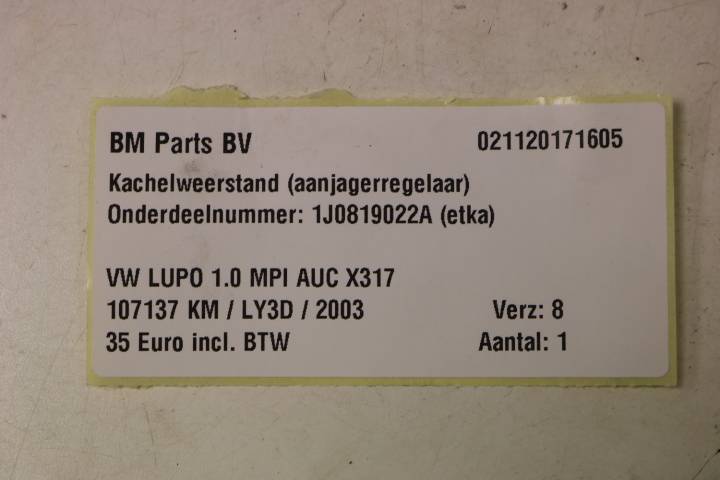 BM Parts BV 021120171605
Kachelweerstand (aanjagerregelaar)
Onderdeelnummer: 1J0819022A (etka)
VW LUPO 1.0 MPI AUC X317
107137 KM / LY3D / 2003 Verz: 8
35 Euro incl. BTW Aantal: 1